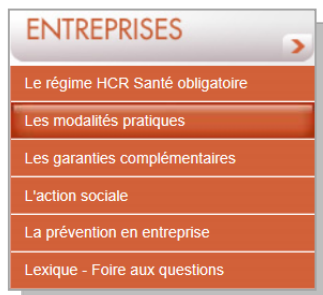 ENTREPRISES
Le régime HCR Santé obligatoire
Les modalités pratiques
Les garanties complémentaires
L'action sociale
La prévention en entreprise
Lexique - Foire aux questions